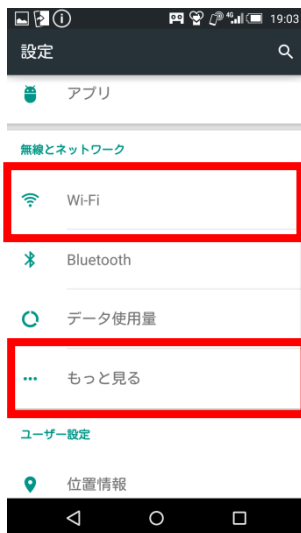 4G 19:03
設定
アプリ
無線とネットワーク
Wi-Fi
Bluetooth
データ使用量
もっと見る
ユーザー設定
位置情報